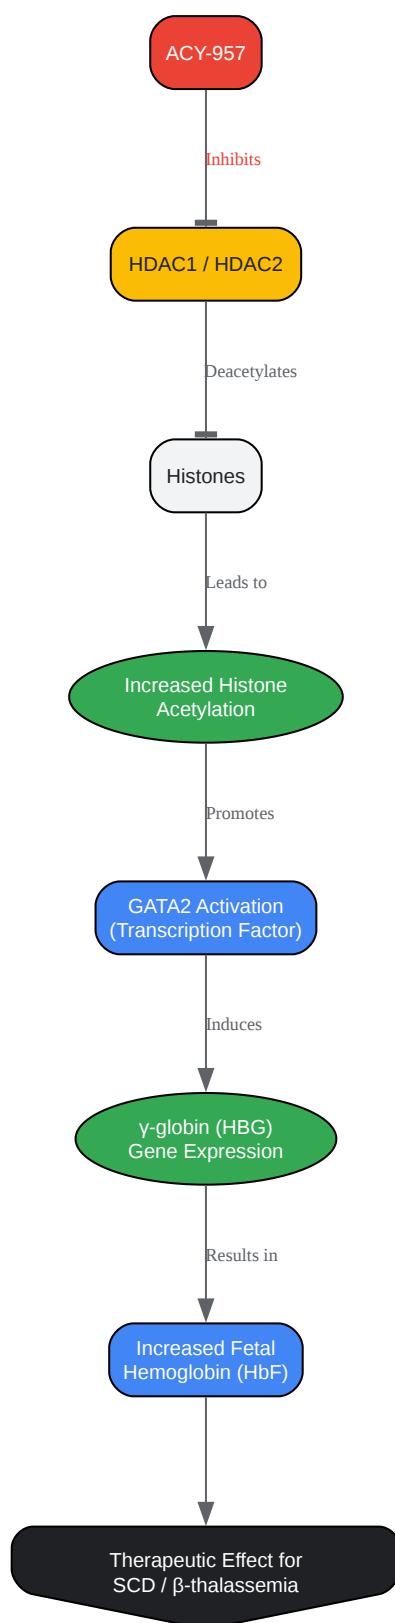 ACY-957
Inhibits
HDAC1 / HDAC2
Deacetylates
Histones
Leads to
Increased Histone
Acetylation
Promotes
GATA2 Activation
(Transcription Factor)
Induces
γ-globin (HBG)
Gene Expression
Results in
Increased Fetal
Hemoglobin (HbF)
Therapeutic Effect for
SCD / β-thalassemia